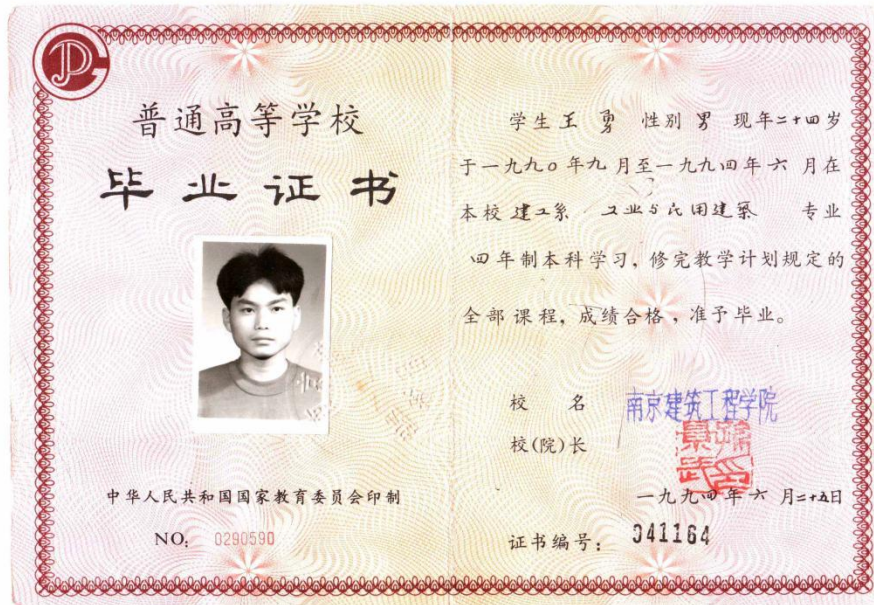 普通高等学校
毕业证书
中华人民共和国国家教育委员会印制
NO: 0290590
学生 王勇 性别 男 现年二十四岁
于一九九〇年九月至一九九四年六月在
本校 建工系 工业与民用建筑 专业
四年制本科学习,修完教学计划规定的
全部课程,成绩合格,准予毕业。
校 名 南京建筑工程学院
校(院)长
一九九四年六月二十五日
证书编号: 941164